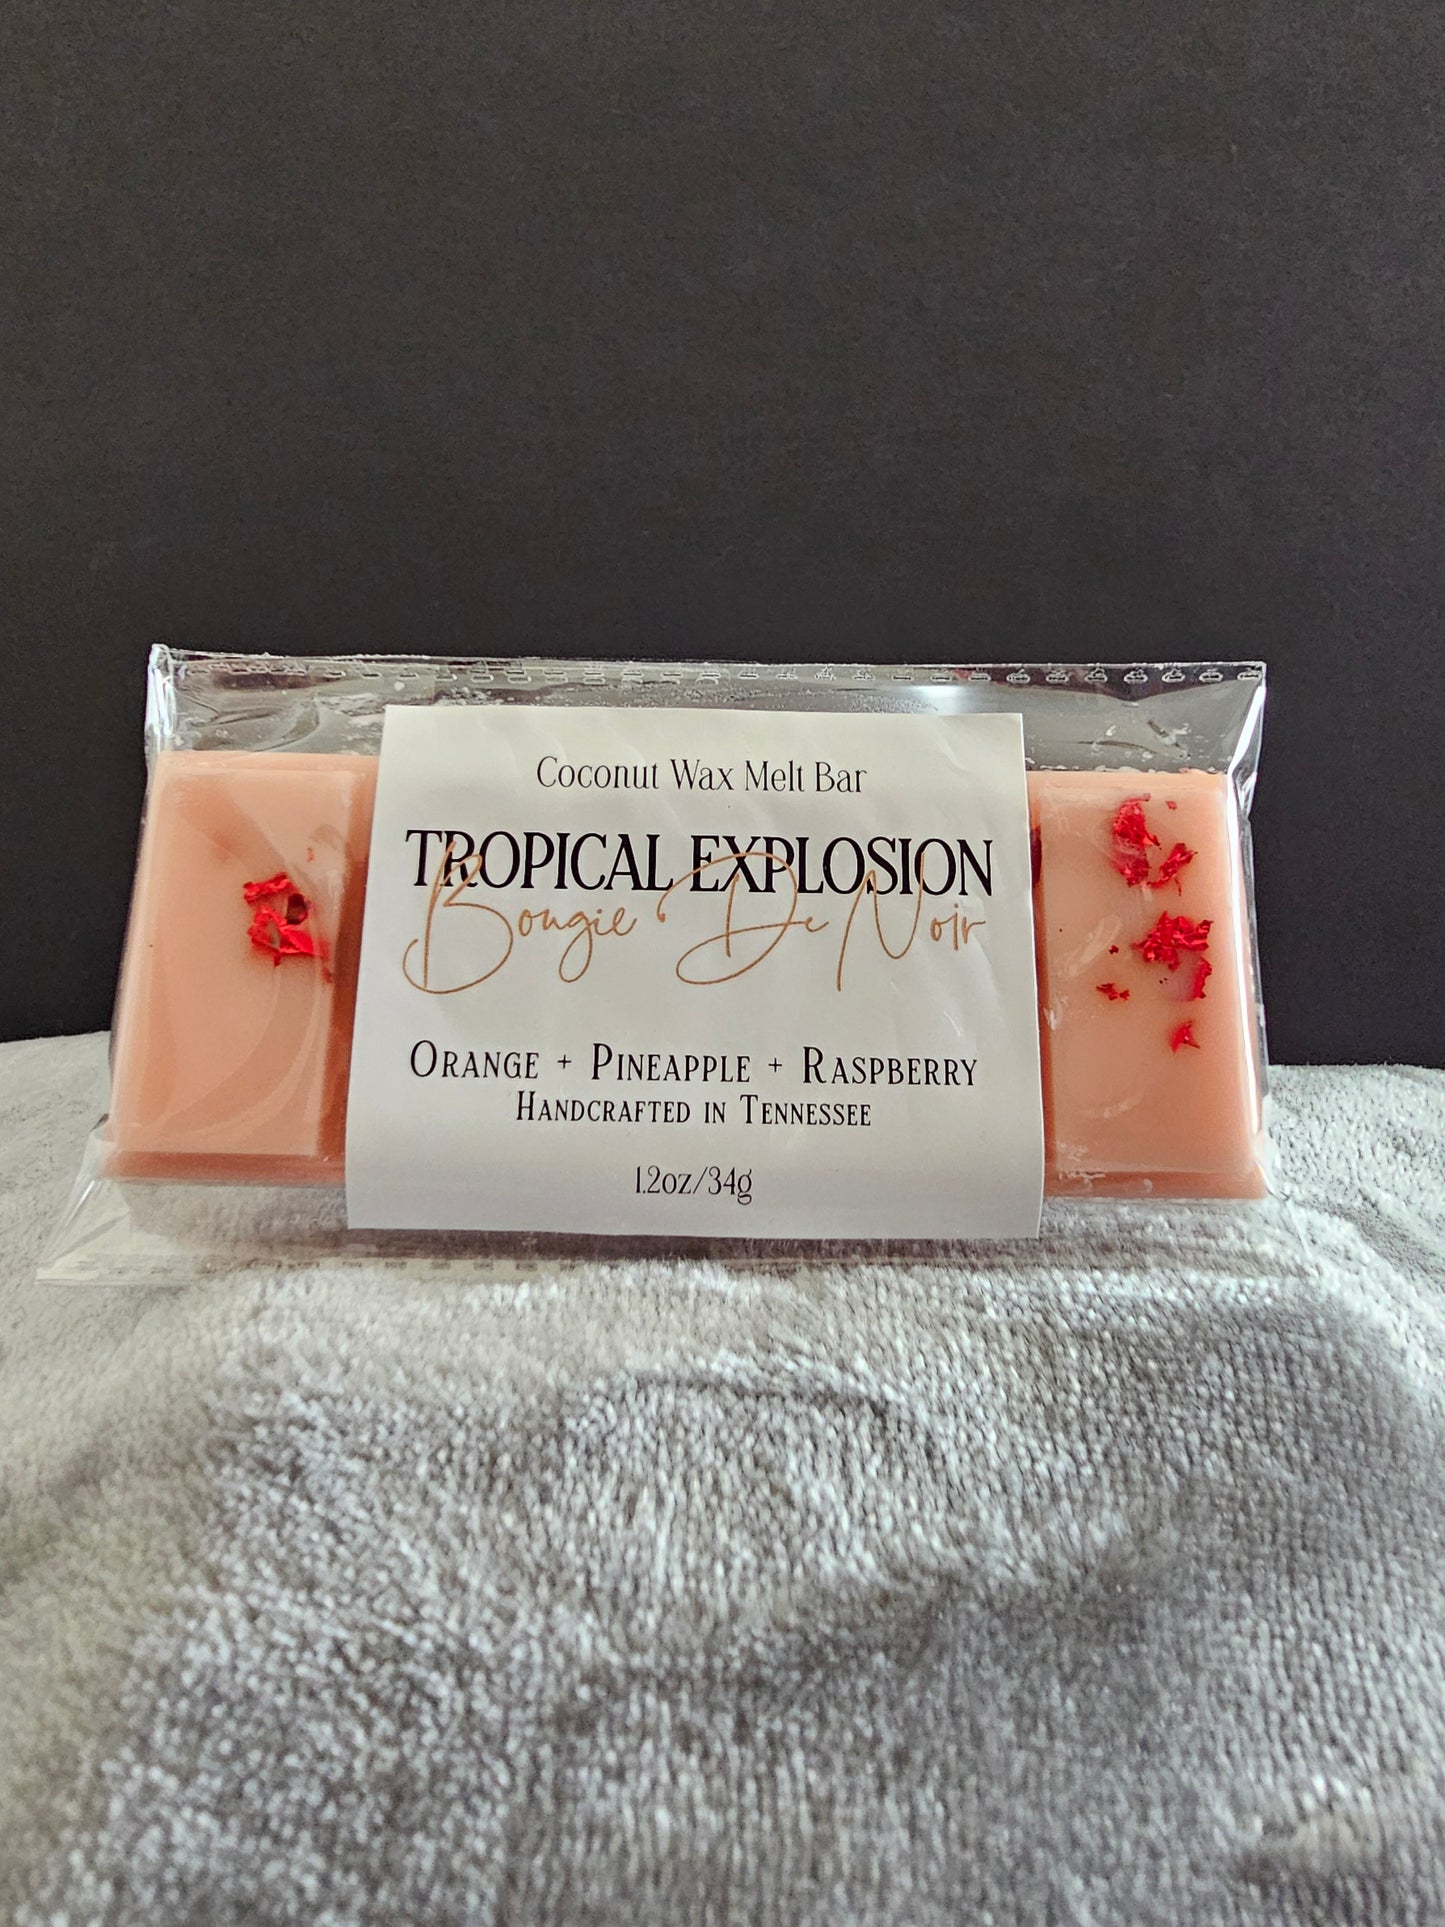 Coconut Wax Melt Bar
TROPICAL EXPLOSION
Bougie De Noir
ORANGE + PINEAPPLE + RASPBERRY
HANDCRAFTED IN TENNESSEE
1.2oz/34g